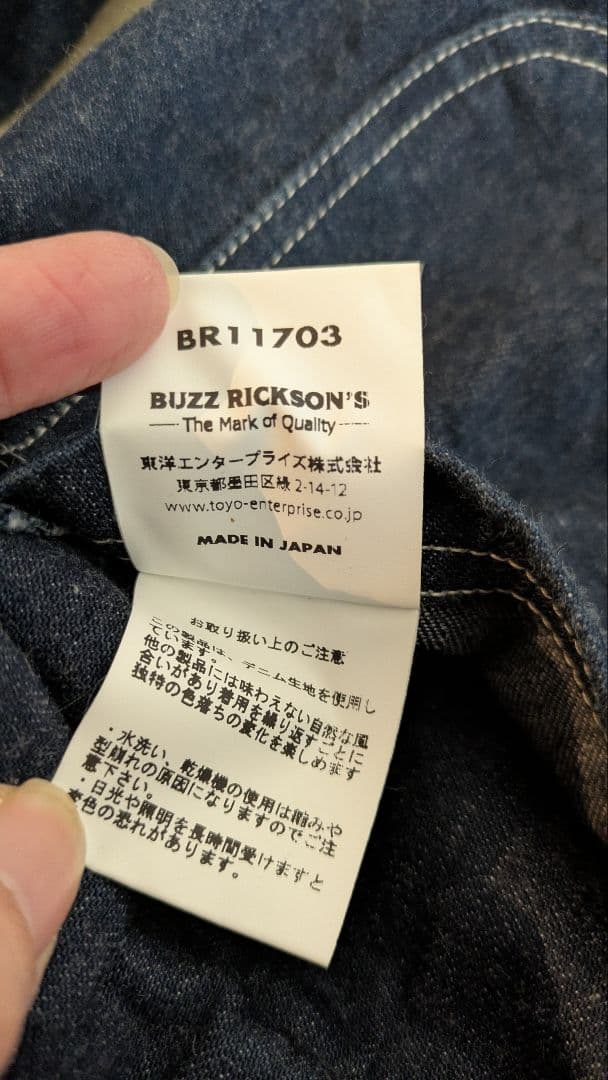 BR11703
BUZZ RICKSON'S
The Mark of Quality
東洋エンタープライズ株式会社
東京都墨田区緑2-14-12
www.toyo-enterprise.co.jp
MADE IN JAPAN
お取り扱い上のご注意
この製品は、デニム生地を使用し
ています。
他の製品には味わえない自然な風
合いがあり着用を繰り返すごとに
独特の色落ちの変化を楽しめます
・水洗い、乾燥機の使用は縮みや
型崩れの原因になりますのでご注
意下さい。
・日光や照明を長時間受けますと
変色の恐れがあります。